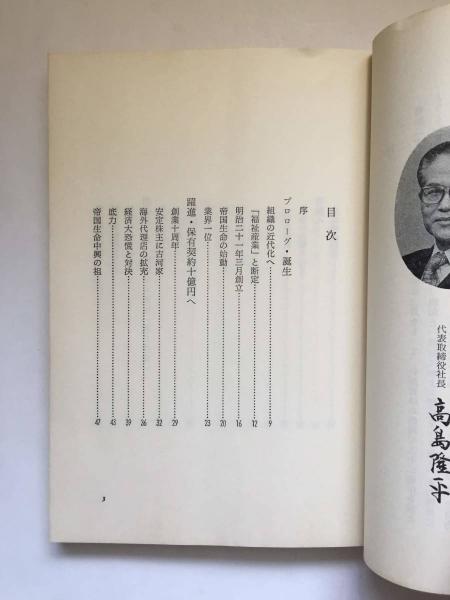 代表取締役社長
高島隆平
目次
序
プロローグ・誕生
組織の近代化へ……9
『福祉産業』と断定……12
明治二十一年三月創立……16
帝国生命の始動……20
業界一位……23
躍進・保有契約十億円へ
創業十周年……29
安定株主に古河家……32
海外代理店の拡充……36
経済大恐慌と対決……39
底力……43
帝国生命中興の祖……47
3